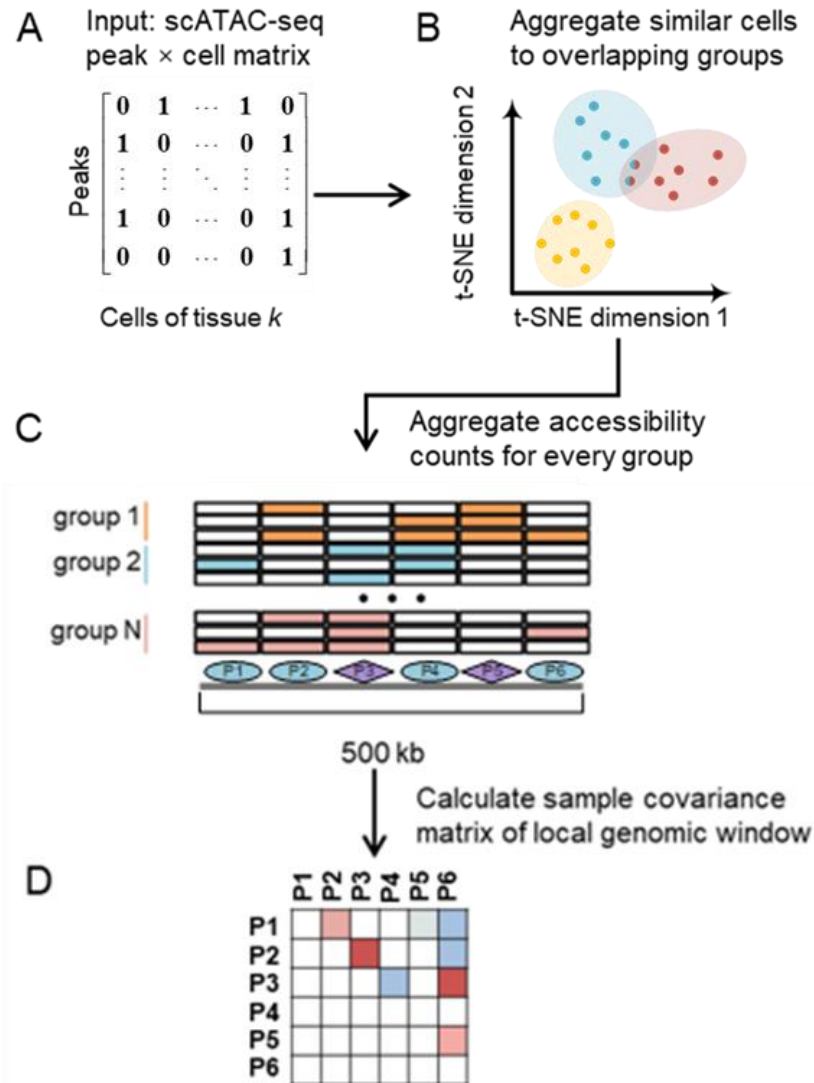 A
Input: scATAC-seq
peak × cell matrix
Peaks
0 1 ... 1 0
1 0 ... 0 1
⋮ ⋮ ⋱ ⋮ ⋮
1 0 ... 0 1
0 0 ... 0 1
Cells of tissue k
B
Aggregate similar cells
to overlapping groups
t-SNE dimension 2
t-SNE dimension 1
C
Aggregate accessibility
counts for every group
group 1
group 2
• • •
group N
P1 P2 P3 P4 P5 P6
500 kb
Calculate sample covariance
matrix of local genomic window
D
P1 P2 P3 P4 P5 P6
P1
P2
P3
P4
P5
P6